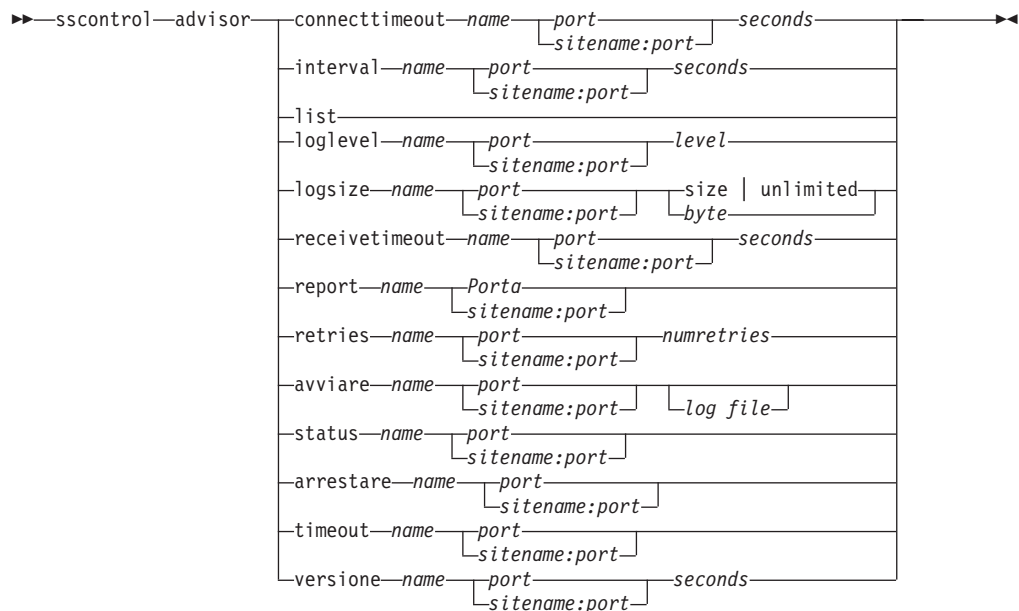 sscontrol advisor connecttimeout name port seconds
sitename:port
interval name port seconds
sitename:port
list
loglevel name port level
sitename:port
logsize name port size | unlimited
sitename:port byte
receivetimeout name port seconds
sitename:port
report name Porta
sitename:port
retries name port numretries
sitename:port
avviare name port
sitename:port log file
status name port
sitename:port
arrestare name port
sitename:port
timeout name port
sitename:port
versione name port seconds
sitename:port